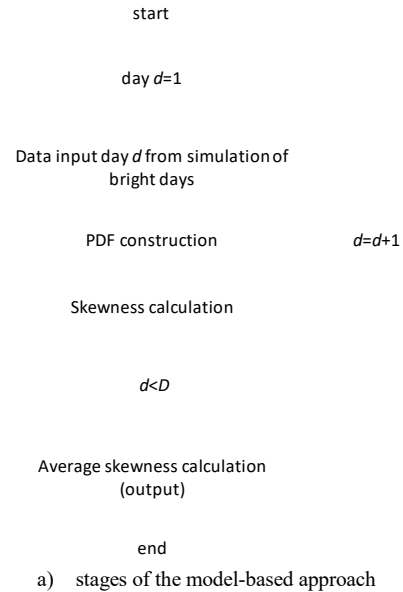 start
day d=1
Data input day d from simulation of
bright days
PDF construction
d=d+1
Skewness calculation
d<D
Average skewness calculation
(output)
end
a) stages of the model-based approach